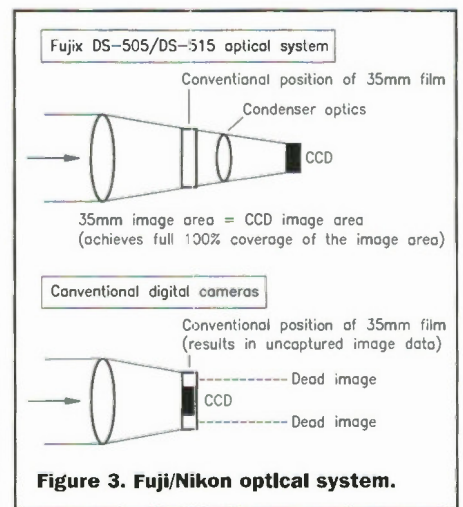 Fujix DS-505/DS-515 optical system
Conventional position of 35mm film
Condenser optics
CCD
35mm image area = CCD image area
(achieves full 100% coverage of the image area)
Conventional digital cameras
Conventional position of 35mm film
(results in uncaptured image data)
Dead image
CCD
Dead image
Figure 3. Fuji/Nikon optical system.